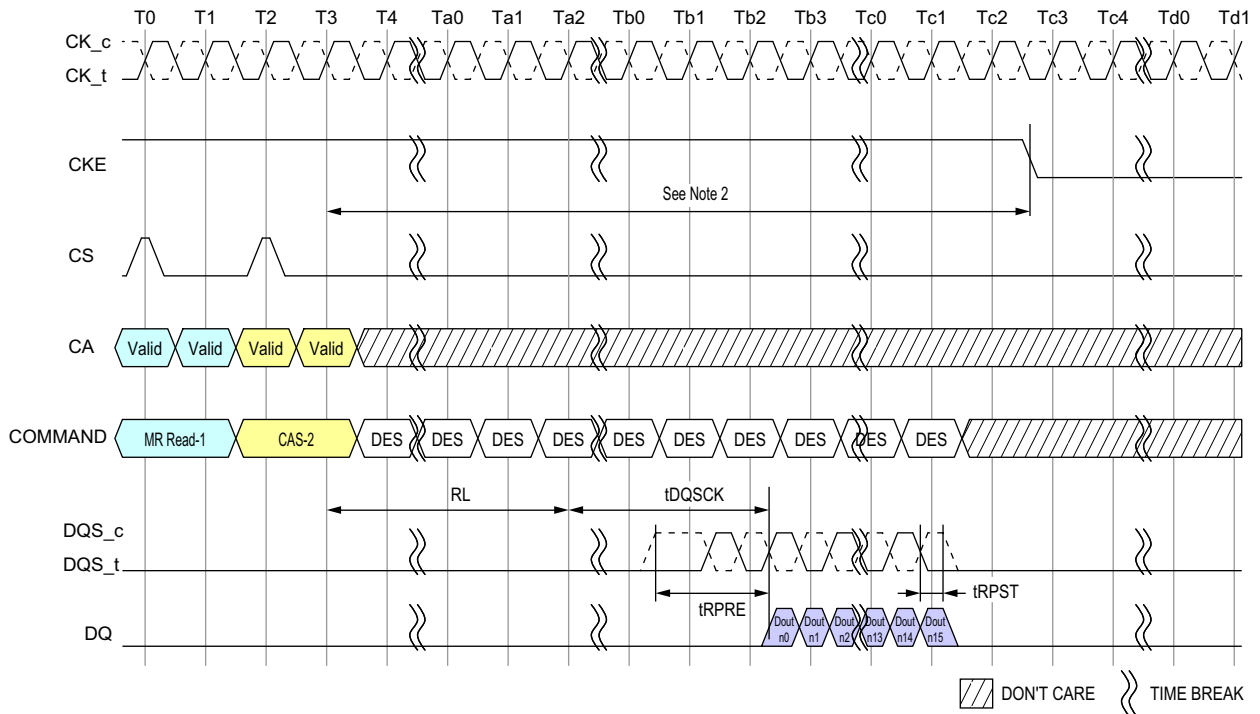 T0 T1 T2 T3 T4 Ta0 Ta1 Ta2 Tb0 Tb1 Tb2 Tb3 Tc0 Tc1 Tc2 Tc3 Tc4 Td0 Td1
CK_c
CK_t
CKE
See Note 2
CS
CA Valid Valid Valid Valid
COMMAND MR Read-1 CAS-2 DES DES DES DES DES DES DES DES DES DES
RL tDQSCK
DQS_c
DQS_t
tRPRE tRPST
DQ Dout n0 Dout n1 Dout n2 Dout n13 Dout n14 Dout n15
DON'T CARE TIME BREAK